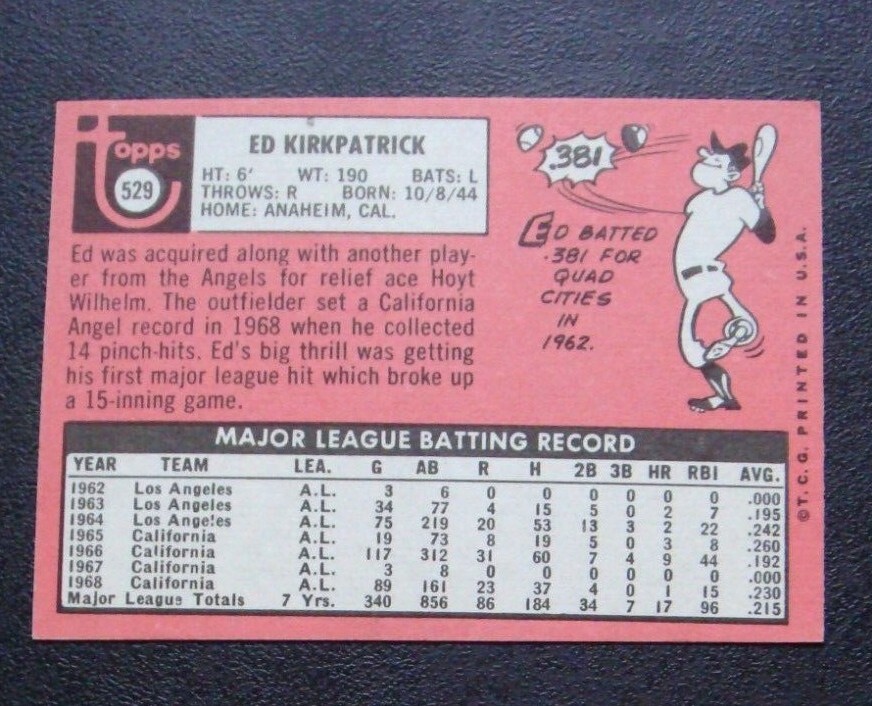 Topps
529
ED KIRKPATRICK
HT: 6' WT: 190 BATS: L
THROWS: R BORN: 10/8/44
HOME: ANAHEIM, CAL.
Ed was acquired along with another play-
er from the Angels for relief ace Hoyt
Wilhelm. The outfielder set a California
Angel record in 1968 when he collected
14 pinch-hits. Ed's big thrill was getting
his first major league hit which broke up
a 15-inning game.
.381
ED BATTED
.381 FOR
QUAD
CITIES
IN
1962.
©T.C.G. PRINTED IN U.S.A.
MAJOR LEAGUE BATTING RECORD
YEAR TEAM LEA. G AB R H 2B 3B HR RBI AVG.
1962 Los Angeles A.L. 3 6 0 0 0 0 0 0 .000
1963 Los Angeles A.L. 34 77 4 15 5 0 2 7 .195
1964 Los Angeles A.L. 75 219 20 53 13 3 2 22 .242
1965 California A.L. 19 73 8 19 5 0 3 8 .260
1966 California A.L. 117 312 31 60 7 4 9 44 .192
1967 California A.L. 3 8 0 0 0 0 0 0 .000
1968 California A.L. 89 161 23 37 4 0 1 15 .230
Major League Totals 7 Yrs. 340 856 86 184 34 7 17 96 .215